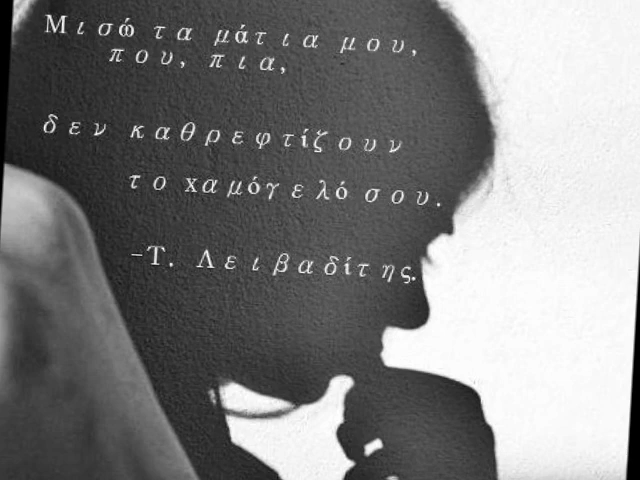 Μισώ τα μάτια μου,
που, πια,
δεν καθρεφτίζουν
το χαμόγελό σου.
-Τ. Λειβαδίτης.